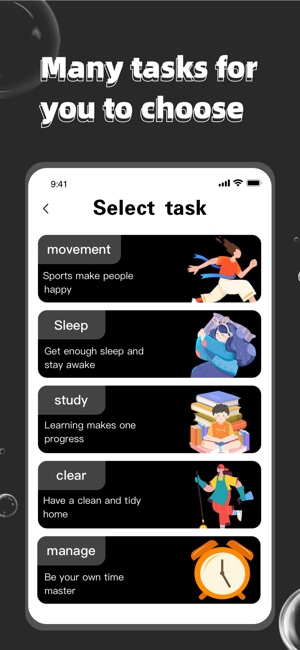 Many tasks for
you to choose
9:41
Select task
movement
Sports make people
happy
Sleep
Get enough sleep and
stay awake
study
Learning makes one
progress
clear
Have a clean and tidy
home
manage
Be your own time
master